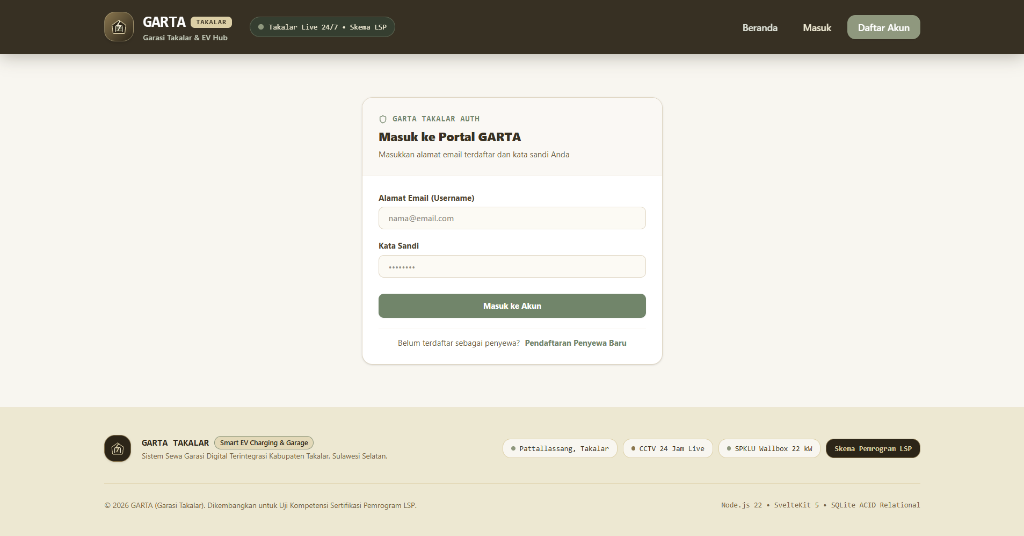 GARTA TAKALAR
Garasi Takalar & EV Hub
Takalar Live 24/7 • Skema LSP
Beranda
Masuk
Daftar Akun
GARTA TAKALAR AUTH
Masuk ke Portal GARTA
Masukkan alamat email terdaftar dan kata sandi Anda
Alamat Email (Username)
nama@email.com
Kata Sandi
••••••••
Masuk ke Akun
Belum terdaftar sebagai penyewa? Pendaftaran Penyewa Baru
GARTA TAKALAR Smart EV Charging & Garage
Sistem Sewa Garasi Digital Terintegrasi Kabupaten Takalar, Sulawesi Selatan.
Pattallassang, Takalar
CCTV 24 Jam Live
SPKLU Wallbox 22 kW
Skema Pemrogram LSP
© 2026 GARTA (Garasi Takalar). Dikembangkan untuk Uji Kompetensi Sertifikasi Pemrogram LSP.
Node.js 22 • SvelteKit 5 • SQLite ACID Relational